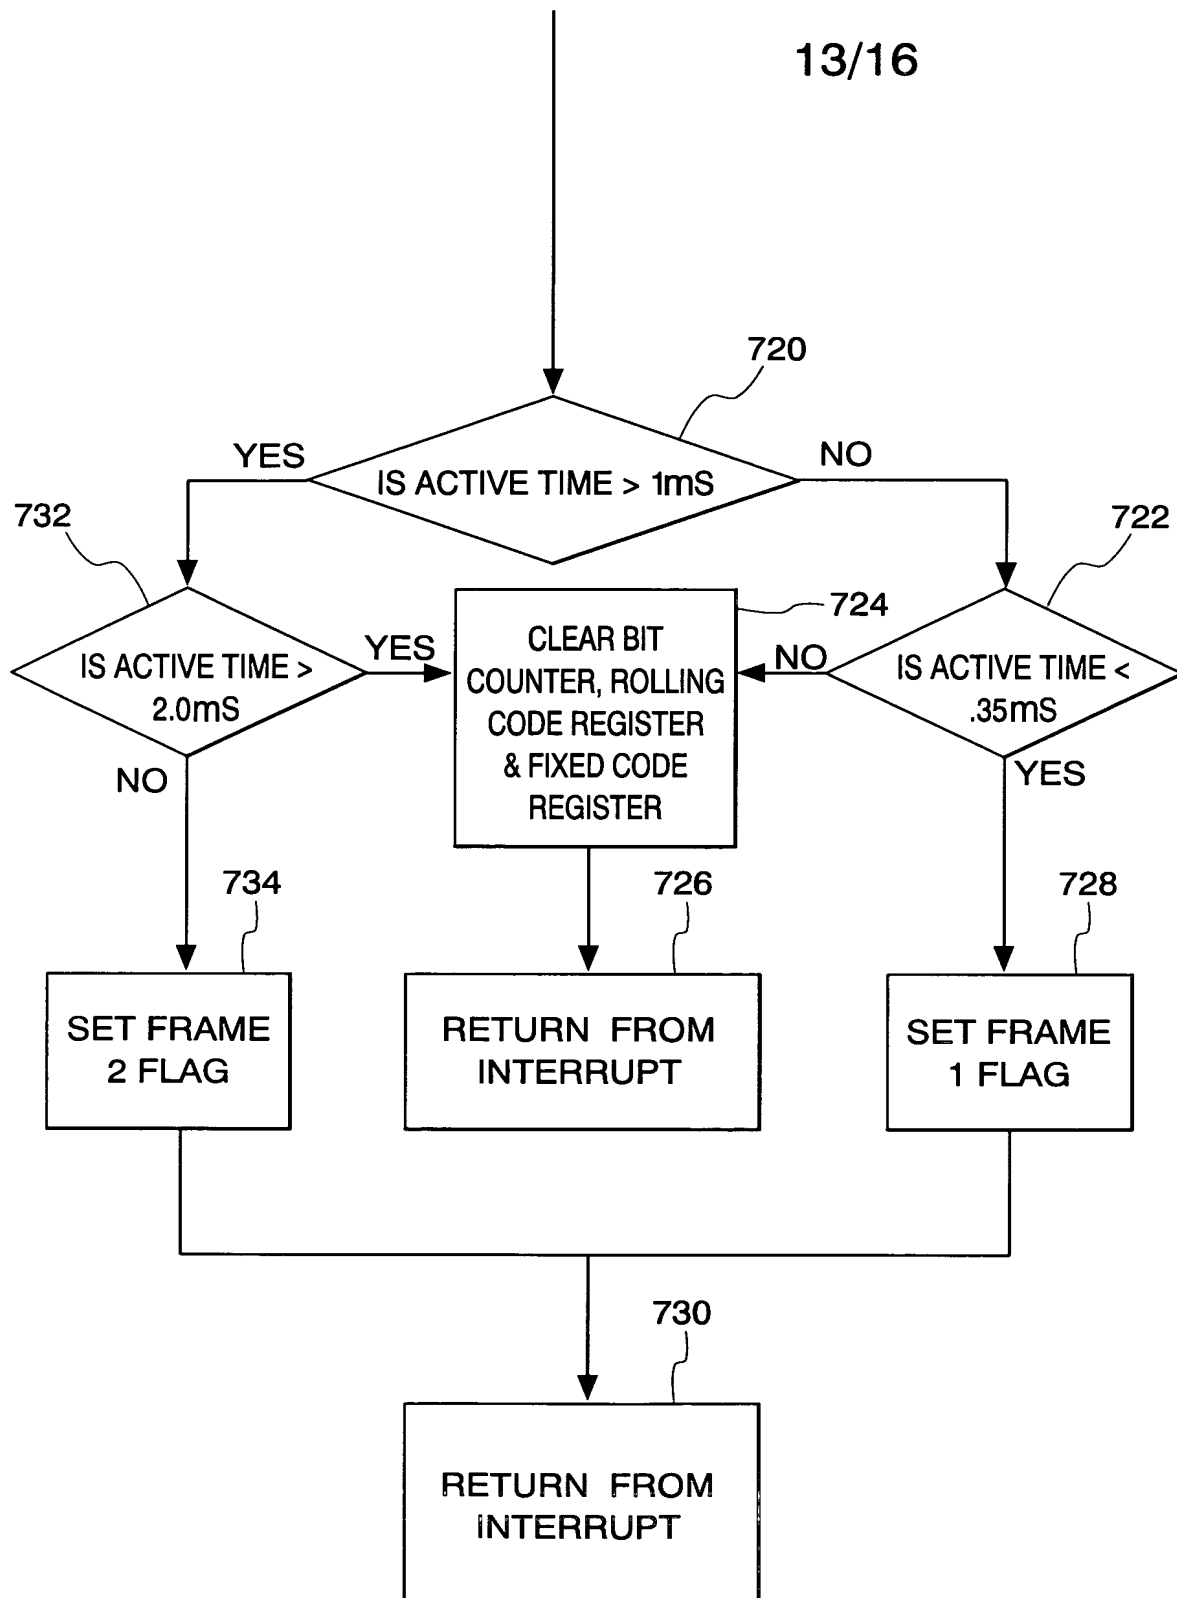 13/16
720
YES
NO
IS ACTIVE TIME > 1mS
732
722
724
IS ACTIVE TIME >
2.0mS
YES
CLEAR BIT
COUNTER, ROLLING
CODE REGISTER
& FIXED CODE
REGISTER
NO
IS ACTIVE TIME <
.35mS
NO
YES
734
726
728
SET FRAME
2 FLAG
RETURN FROM
INTERRUPT
SET FRAME
1 FLAG
730
RETURN FROM
INTERRUPT